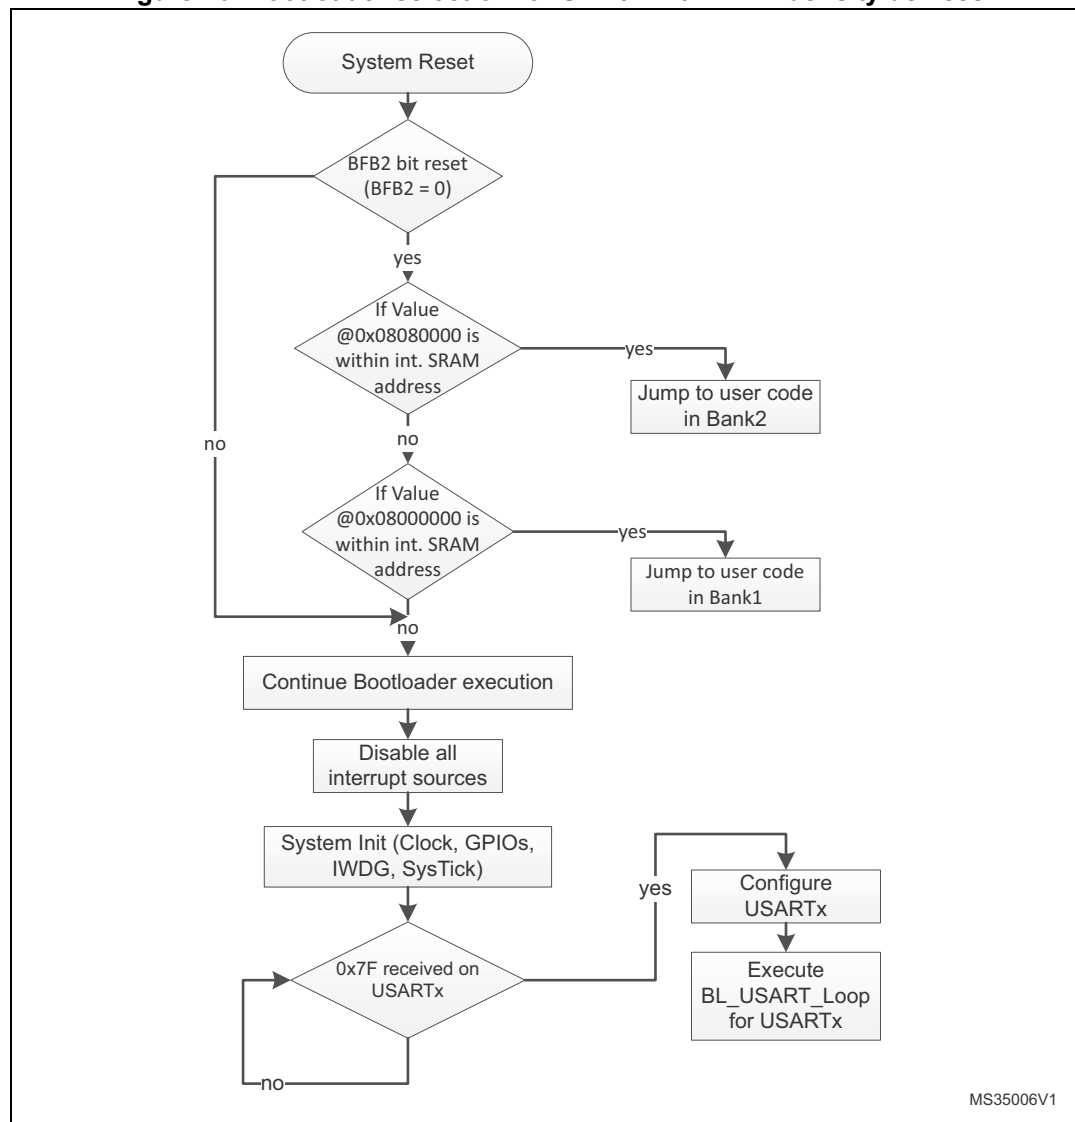 System Reset
BFB2 bit reset
(BFB2 = 0)
yes
If Value
@0x08080000 is
within int. SRAM
address
yes
Jump to user code
in Bank2
no
no
If Value
@0x08000000 is
within int. SRAM
address
yes
Jump to user code
in Bank1
no
Continue Bootloader execution
Disable all
interrupt sources
System Init (Clock, GPIOs,
IWDG, SysTick)
0x7F received on
USARTx
yes
Configure
USARTx
Execute
BL_USART_Loop
for USARTx
no
MS35006V1